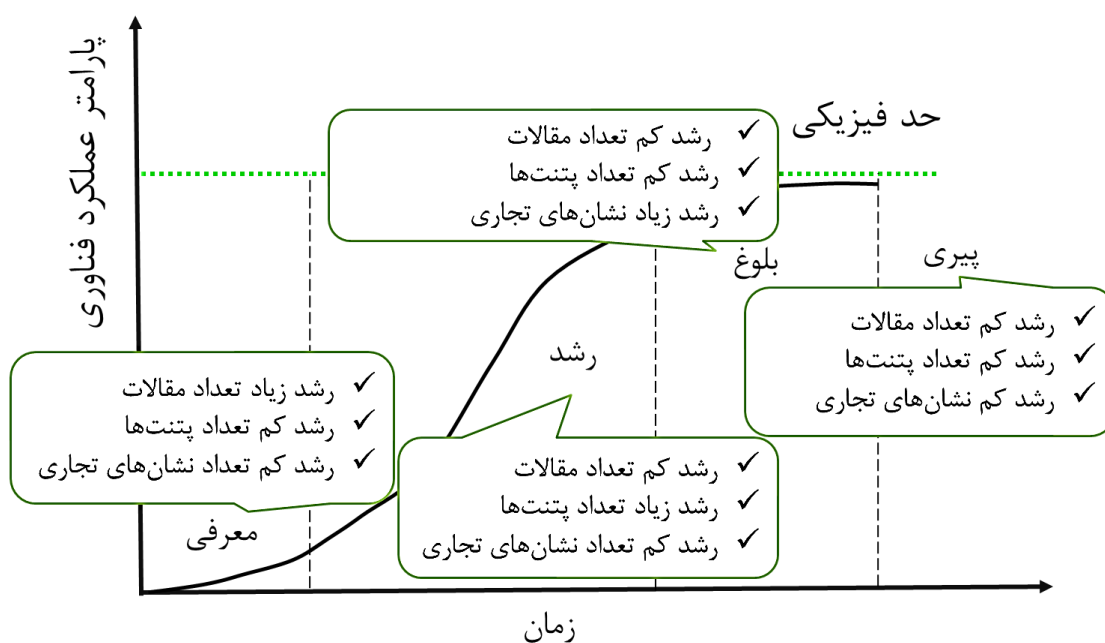 پارامتر عملکرد فناوری
حد فیزیکی
رشد کم تعداد مقالات
رشد کم تعداد پتنت‌ها
رشد زیاد نشان‌های تجاری
بلوغ
پیری
رشد کم تعداد مقالات
رشد کم تعداد پتنت‌ها
رشد کم نشان‌های تجاری
رشد
رشد زیاد تعداد مقالات
رشد کم تعداد پتنت‌ها
رشد کم تعداد نشان‌های تجاری
معرفی
رشد کم تعداد مقالات
رشد زیاد تعداد پتنت‌ها
رشد کم تعداد نشان‌های تجاری
زمان